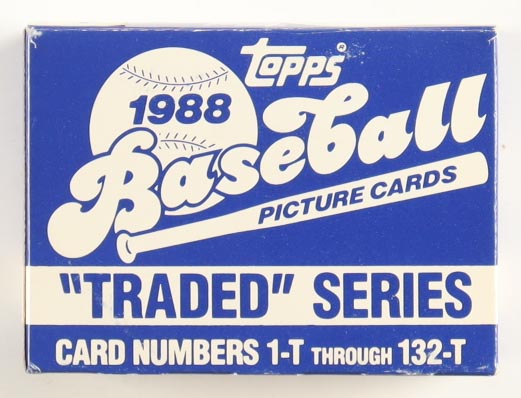 Topps®
1988
Baseball
PICTURE CARDS
"TRADED" SERIES
CARD NUMBERS 1-T THROUGH 132-T